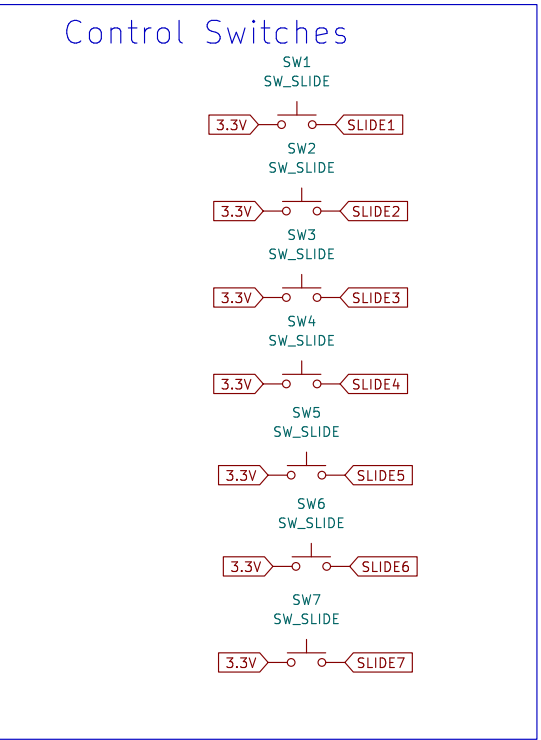 Control Switches
SW1
SW_SLIDE
3.3V SLIDE1
SW2
SW_SLIDE
3.3V SLIDE2
SW3
SW_SLIDE
3.3V SLIDE3
SW4
SW_SLIDE
3.3V SLIDE4
SW5
SW_SLIDE
3.3V SLIDE5
SW6
SW_SLIDE
3.3V SLIDE6
SW7
SW_SLIDE
3.3V SLIDE7